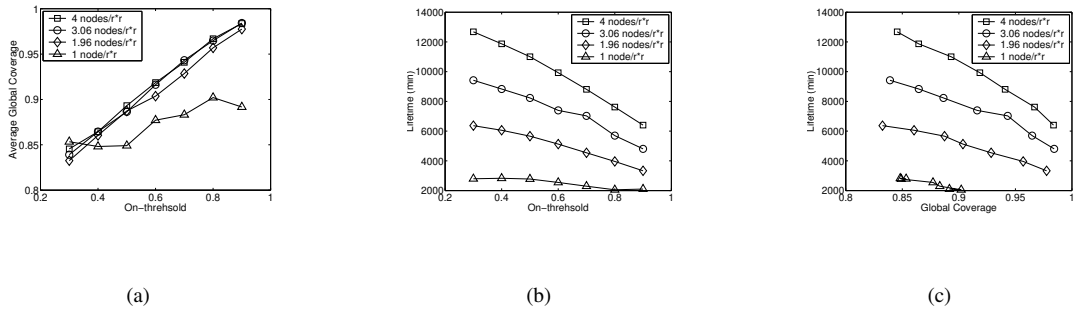 1
0.95
0.9
0.85
0.8
0.2
0.4
0.6
0.8
1
On−threhsold
Average Global Coverage
4 nodes/r*r
3.06 nodes/r*r
1.96 nodes/r*r
1 node/r*r
(a)
14000
12000
10000
8000
6000
4000
2000
0.2
0.4
0.6
0.8
1
On−threhsold
Lifetime (min)
4 nodes/r*r
3.06 nodes/r*r
1.96 nodes/r*r
1 node/r*r
(b)
14000
12000
10000
8000
6000
4000
2000
0.8
0.85
0.9
0.95
1
Global Coverage
Lifetime (min)
4 nodes/r*r
3.06 nodes/r*r
1.96 nodes/r*r
1 node/r*r
(c)